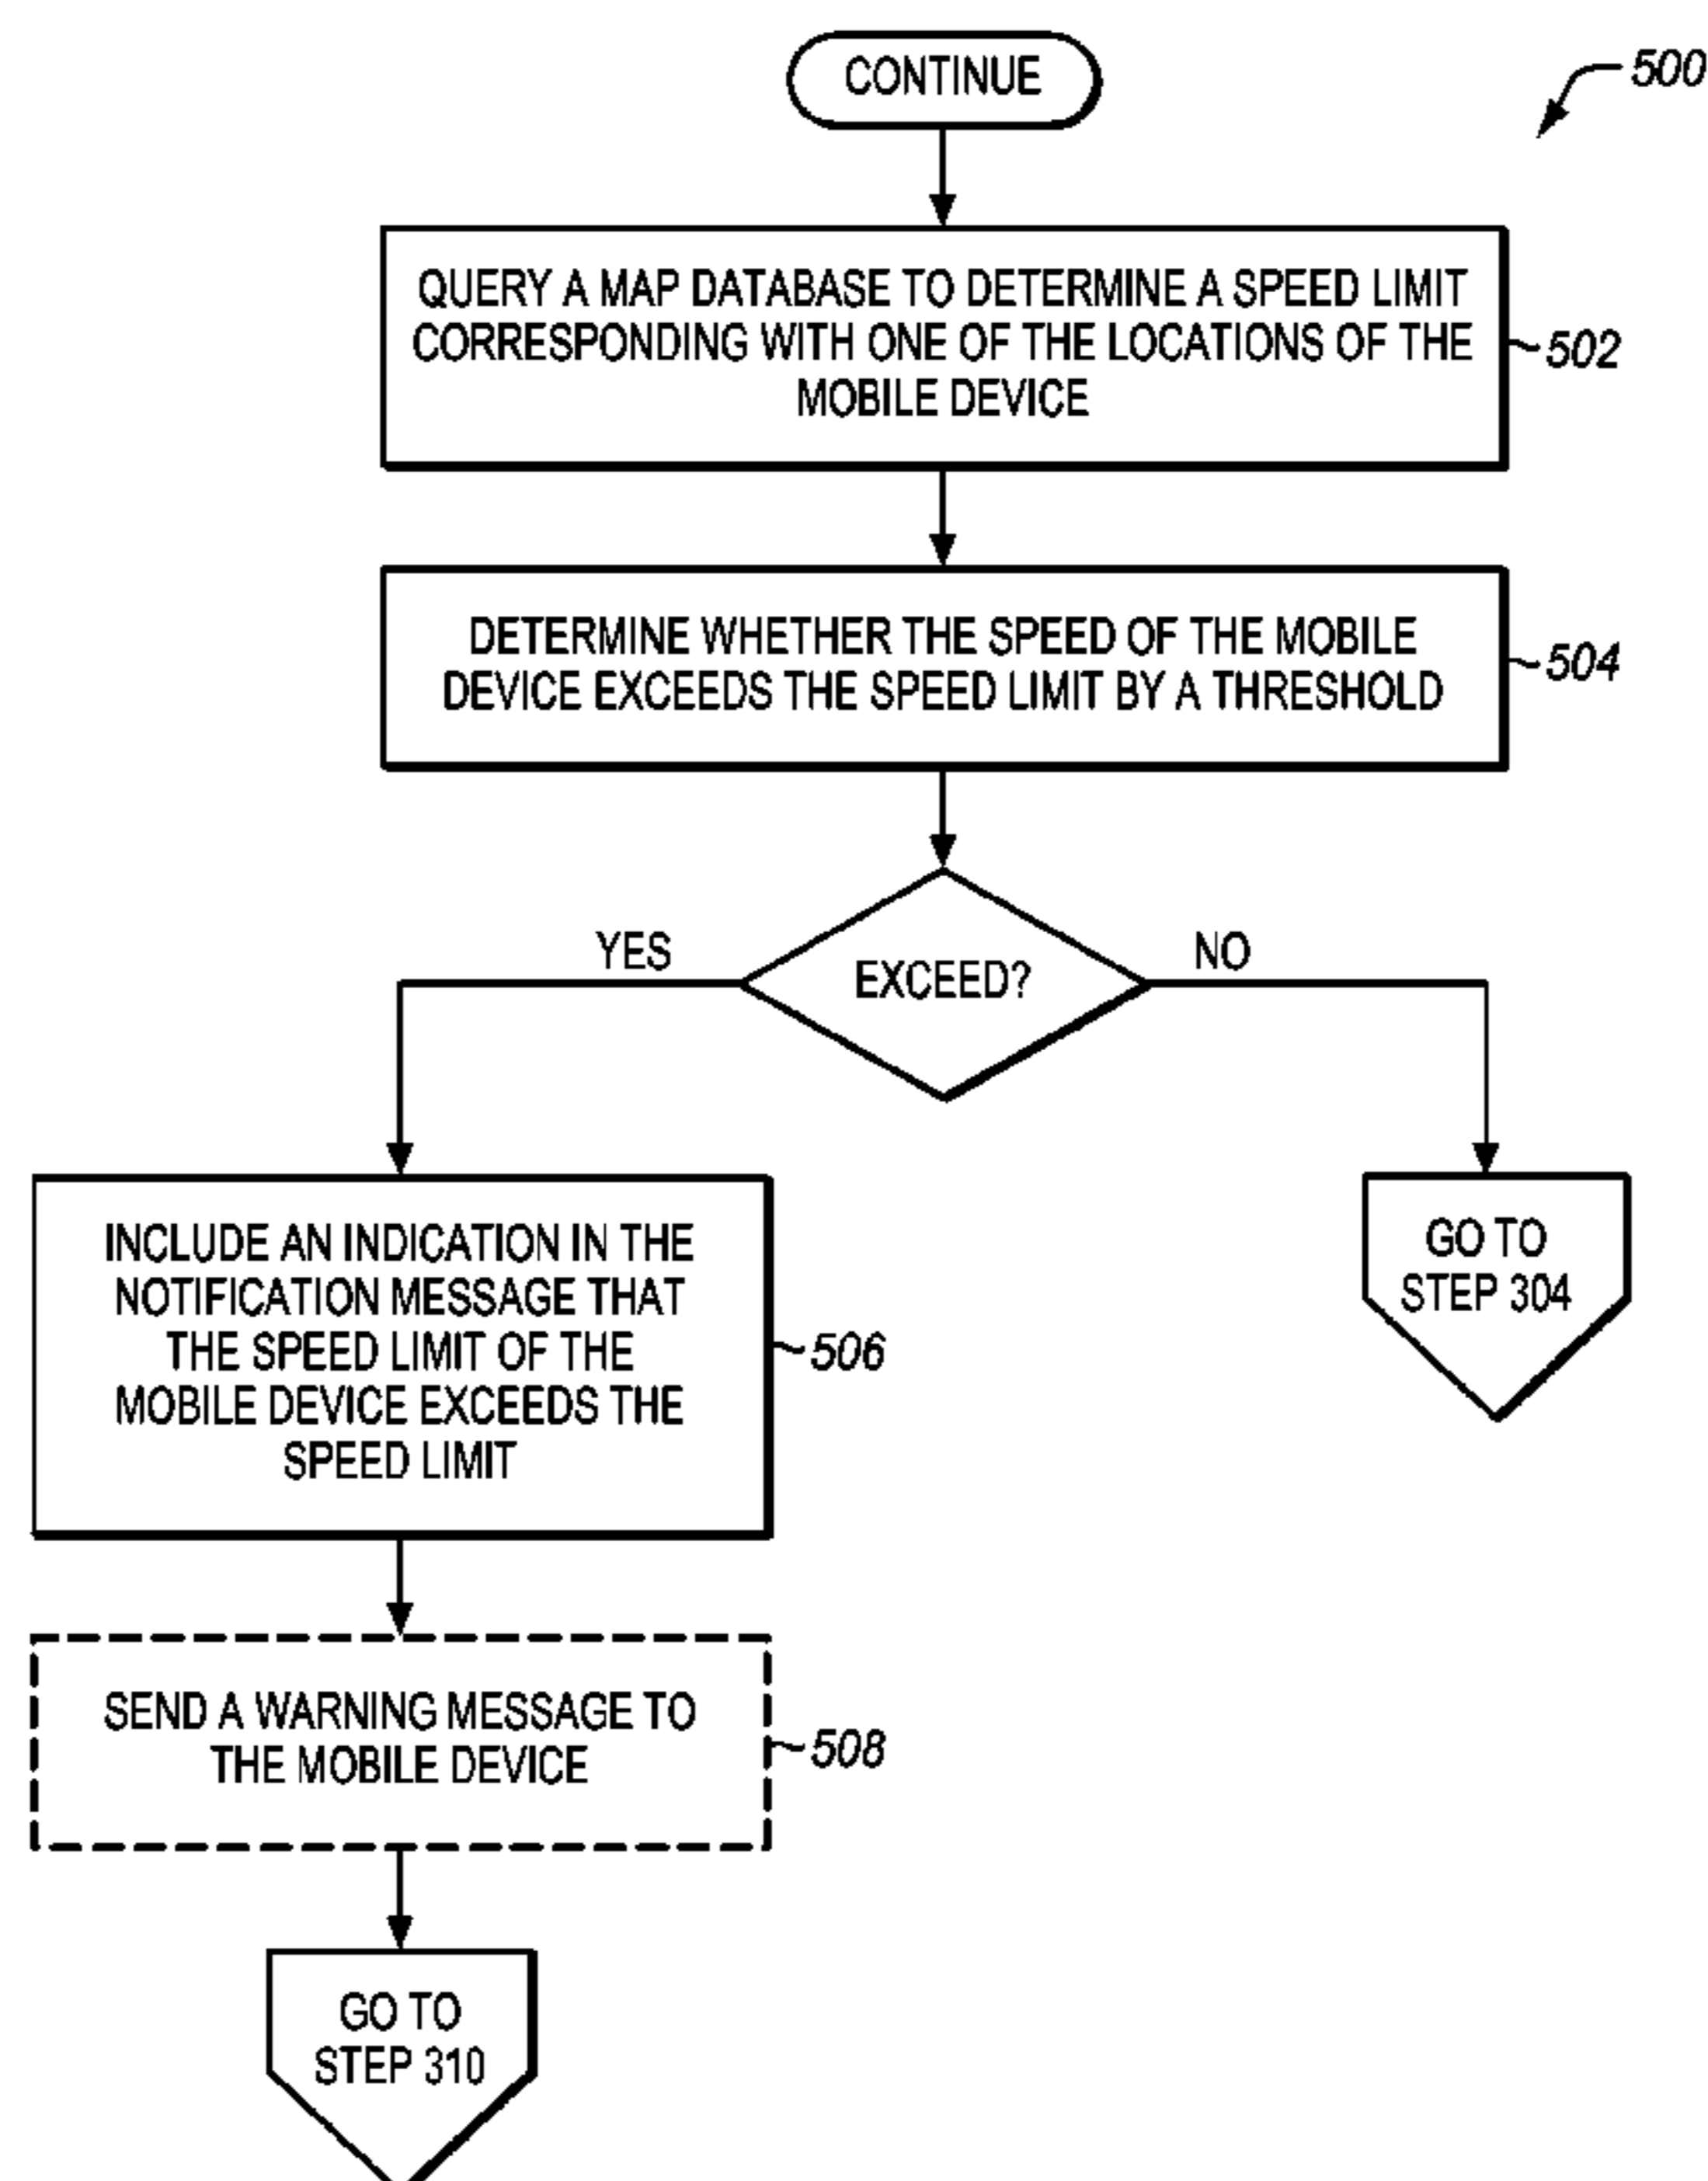 CONTINUE
500
QUERY A MAP DATABASE TO DETERMINE A SPEED LIMIT
CORRESPONDING WITH ONE OF THE LOCATIONS OF THE
MOBILE DEVICE
502
DETERMINE WHETHER THE SPEED OF THE MOBILE
DEVICE EXCEEDS THE SPEED LIMIT BY A THRESHOLD
504
YES
EXCEED?
NO
INCLUDE AN INDICATION IN THE
NOTIFICATION MESSAGE THAT
THE SPEED LIMIT OF THE
MOBILE DEVICE EXCEEDS THE
SPEED LIMIT
506
GO TO
STEP 304
SEND A WARNING MESSAGE TO
THE MOBILE DEVICE
508
GO TO
STEP 310